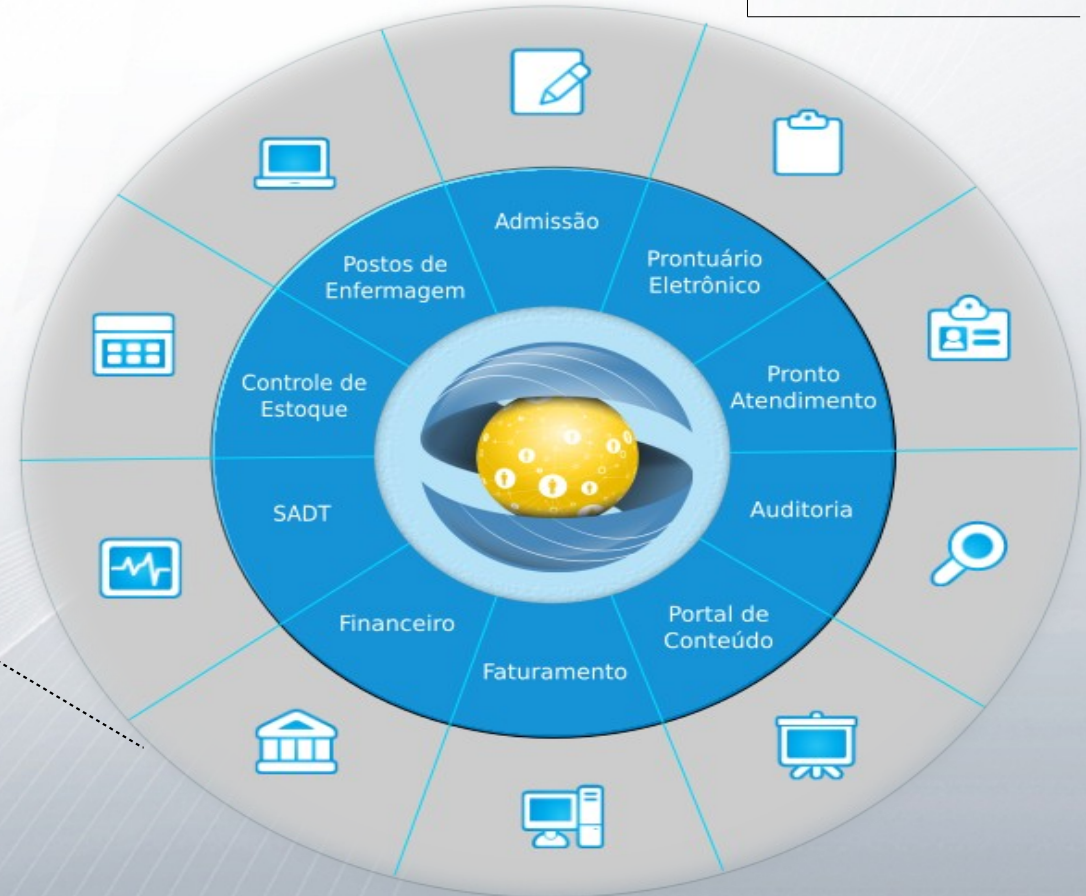 Admissão
Prontuário
Eletrônico
Pronto
Atendimento
Auditoria
Portal de
Conteúdo
Faturamento
Financeiro
SADT
Controle de
Estoque
Postos de
Enfermagem